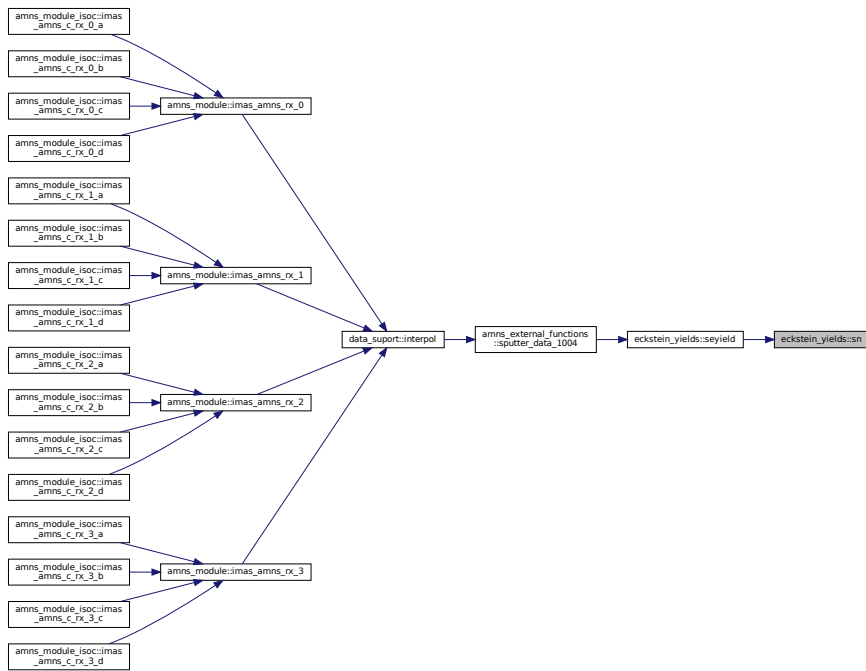 amns_module_isoc::imas
_amns_c_rx_0_a
amns_module_isoc::imas
_amns_c_rx_0_b
amns_module_isoc::imas
_amns_c_rx_0_c
amns_module_isoc::imas
_amns_c_rx_0_d
amns_module::imas_amns_rx_0
amns_module_isoc::imas
_amns_c_rx_1_a
amns_module_isoc::imas
_amns_c_rx_1_b
amns_module_isoc::imas
_amns_c_rx_1_c
amns_module_isoc::imas
_amns_c_rx_1_d
amns_module::imas_amns_rx_1
amns_module_isoc::imas
_amns_c_rx_2_a
amns_module_isoc::imas
_amns_c_rx_2_b
amns_module_isoc::imas
_amns_c_rx_2_c
amns_module_isoc::imas
_amns_c_rx_2_d
amns_module::imas_amns_rx_2
amns_module_isoc::imas
_amns_c_rx_3_a
amns_module_isoc::imas
_amns_c_rx_3_b
amns_module_isoc::imas
_amns_c_rx_3_c
amns_module_isoc::imas
_amns_c_rx_3_d
amns_module::imas_amns_rx_3
data_suport::interpol
amns_external_functions
::sputter_data_1004
eckstein_yields::seyield
eckstein_yields::sn